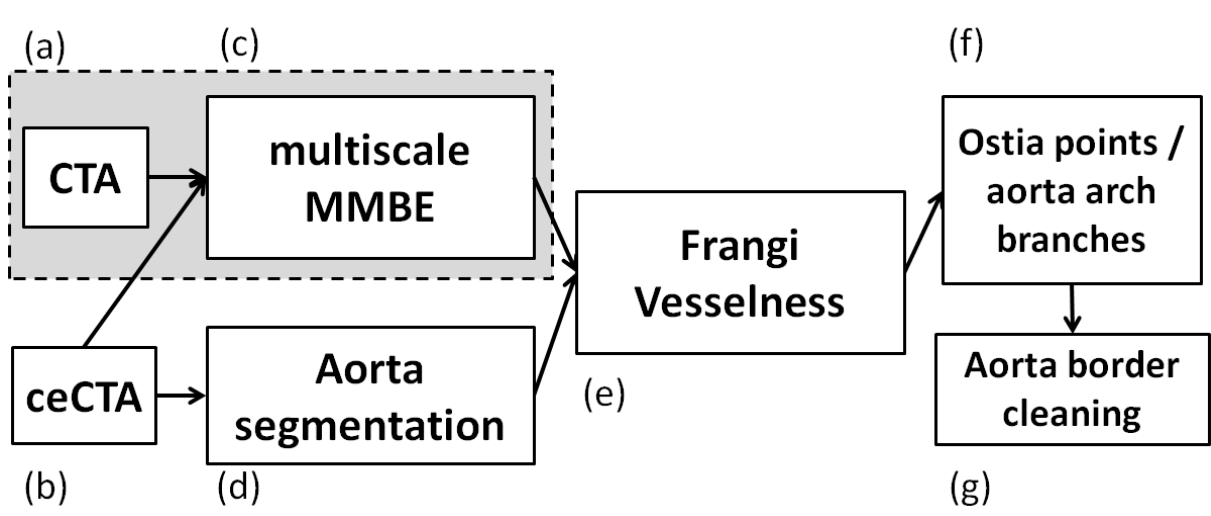 (a)
(c)
(f)
CTA
multiscale
MMBE
Ostia points /
aorta arch
branches
Frangi
Vesselness
ceCTA
Aorta
segmentation
(e)
Aorta border
cleaning
(b)
(d)
(g)